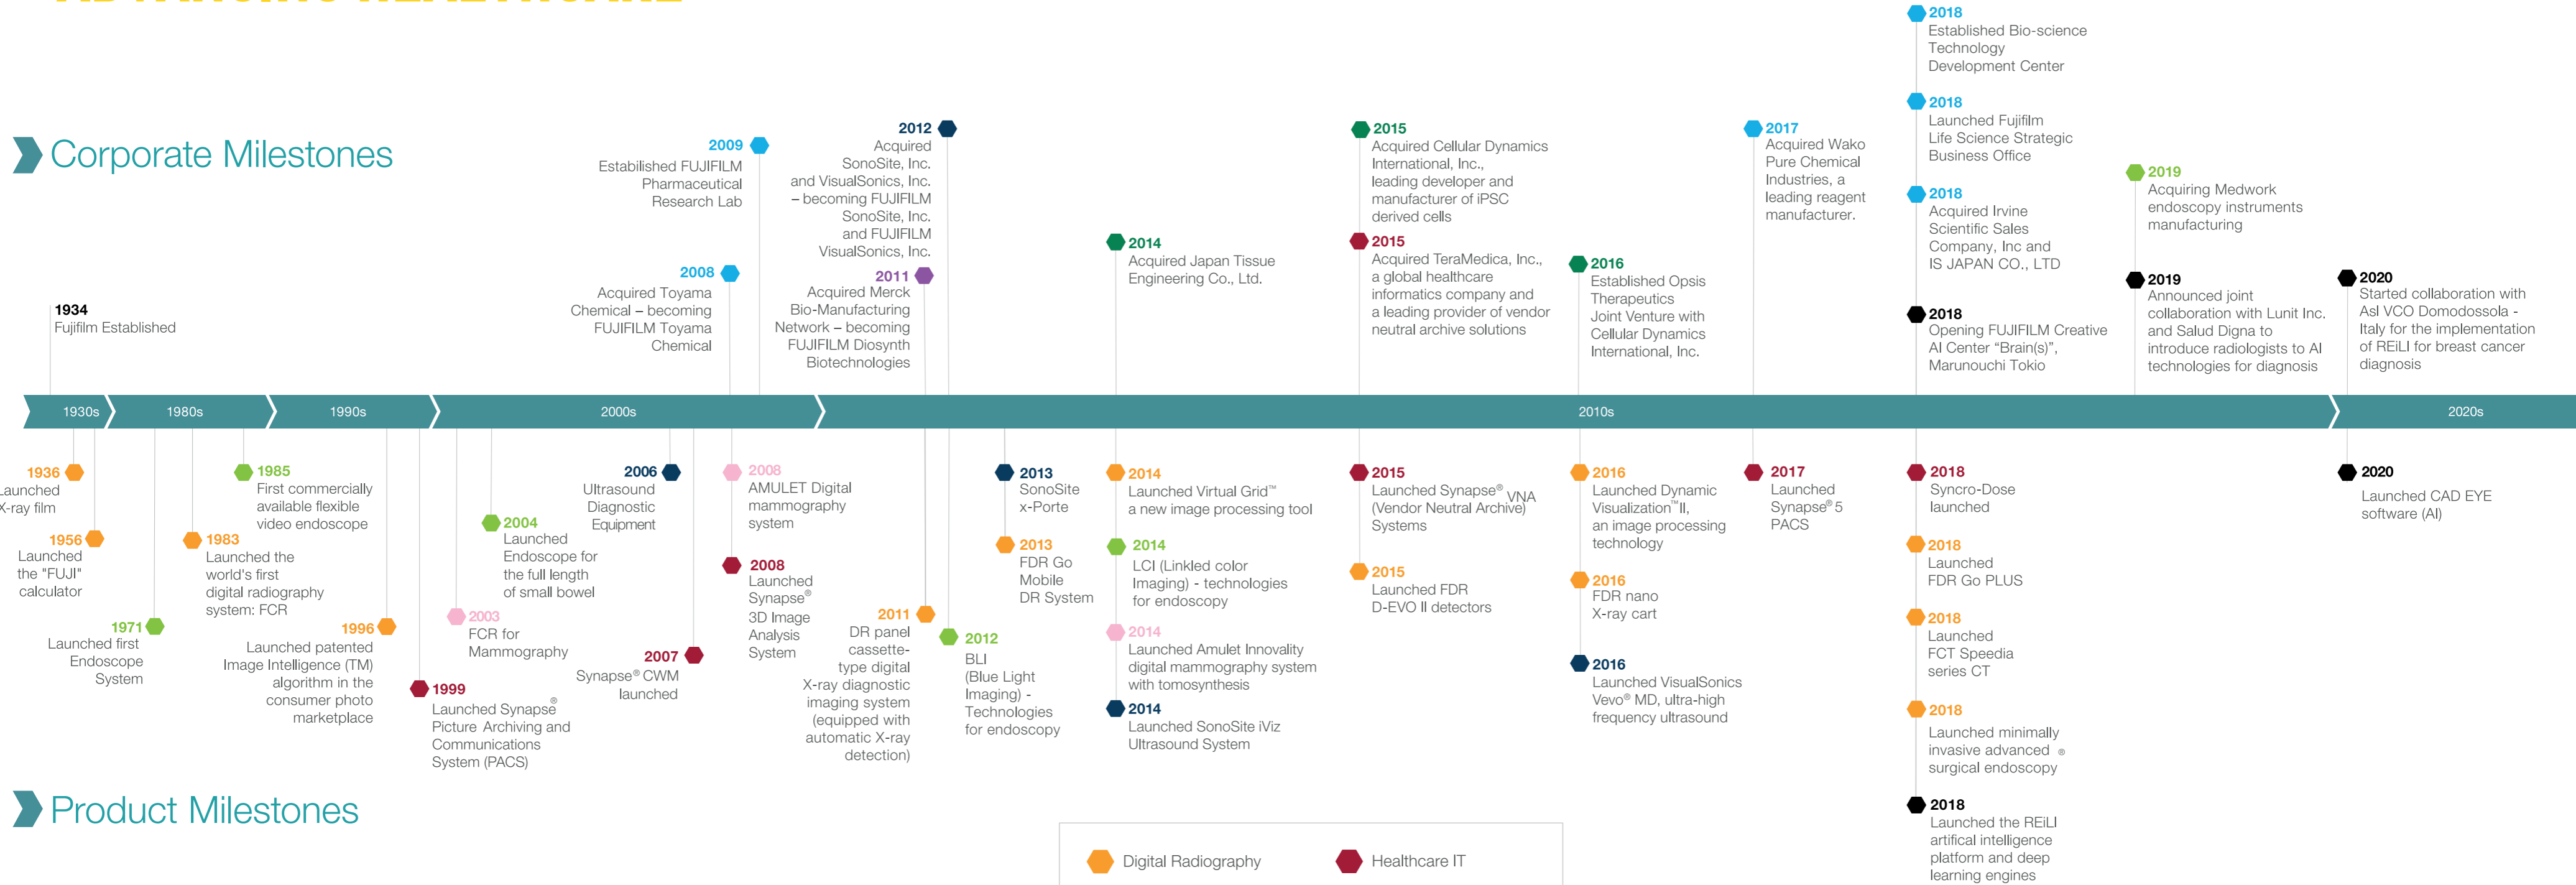 Corporate Milestones
1934
Fujifilm Established
2008
Acquired Toyama
Chemical – becoming
FUJIFILM Toyama
Chemical
2009
Estabilished FUJIFILM
Pharmaceutical
Research Lab
2011
Acquired Merck
Bio-Manufacturing
Network – becoming
FUJIFILM Diosynth
Biotechnologies
2012
Acquired
SonoSite, Inc.
and VisualSonics, Inc.
– becoming FUJIFILM
SonoSite, Inc.
and FUJIFILM
VisualSonics, Inc.
2014
Acquired Japan Tissue
Engineering Co., Ltd.
2015
Acquired Cellular Dynamics
International, Inc.,
leading developer and
manufacturer of iPSC
derived cells
2015
Acquired TeraMedica, Inc.,
a global healthcare
informatics company and
a leading provider of vendor
neutral archive solutions
2016
Established Opsis
Therapeutics
Joint Venture with
Cellular Dynamics
International, Inc.
2017
Acquired Wako
Pure Chemical
Industries, a
leading reagent
manufacturer.
2018
Established Bio-science
Technology
Development Center
2018
Launched Fujifilm
Life Science Strategic
Business Office
2018
Acquired Irvine
Scientific Sales
Company, Inc and
IS JAPAN CO., LTD
2018
Opening FUJIFILM Creative
AI Center “Brain(s)”,
Marunouchi Tokio
2019
Acquiring Medwork
endoscopy instruments
manufacturing
2019
Announced joint
collaboration with Lunit Inc.
and Salud Digna to
introduce radiologists to AI
technologies for diagnosis
2020
Started collaboration with
Asl VCO Domodossola -
Italy for the implementation
of REiLI for breast cancer
diagnosis
1930s
1980s
1990s
2000s
2010s
2020s
1936
Launched
X-ray film
1956
Launched
the "FUJI"
calculator
1971
Launched first
Endoscope
System
1983
Launched the
world's first
digital radiography
system: FCR
1985
First commercially
available flexible
video endoscope
1996
Launched patented
Image Intelligence (TM)
algorithm in the
consumer photo
marketplace
1999
Launched Synapse®
Picture Archiving and
Communications
System (PACS)
2003
FCR for
Mammography
2004
Launched
Endoscope for
the full length
of small bowel
2006
Ultrasound
Diagnostic
Equipment
2007
Synapse® CWM
launched
2008
AMULET Digital
mammography
system
2008
Launched
Synapse®
3D Image
Analysis
System
2011
DR panel
cassette-
type digital
X-ray diagnostic
imaging system
(equipped with
automatic X-ray
detection)
2012
BLI
(Blue Light
Imaging) -
Technologies
for endoscopy
2013
SonoSite
x-Porte
2013
FDR Go
Mobile
DR System
2014
Launched Virtual Grid™
a new image processing tool
2014
LCI (Linkled color
Imaging) - technologies
for endoscopy
2014
Launched Amulet Innovality
digital mammography system
with tomosynthesis
2014
Launched SonoSite iViz
Ultrasound System
2015
Launched Synapse® VNA
(Vendor Neutral Archive)
Systems
2015
Launched FDR
D-EVO II detectors
2016
Launched Dynamic
Visualization™II,
an image processing
technology
2016
FDR nano
X-ray cart
2016
Launched VisualSonics
Vevo® MD, ultra-high
frequency ultrasound
2017
Launched
Synapse® 5
PACS
2018
Syncro-Dose
launched
2018
Launched
FDR Go PLUS
2018
Launched
FCT Speedia
series CT
2018
Launched minimally
invasive advanced ®
surgical endoscopy
2018
Launched the REiLI
artifical intelligence
platform and deep
learning engines
2020
Launched CAD EYE
software (AI)
Product Milestones
Digital Radiography
Healthcare IT